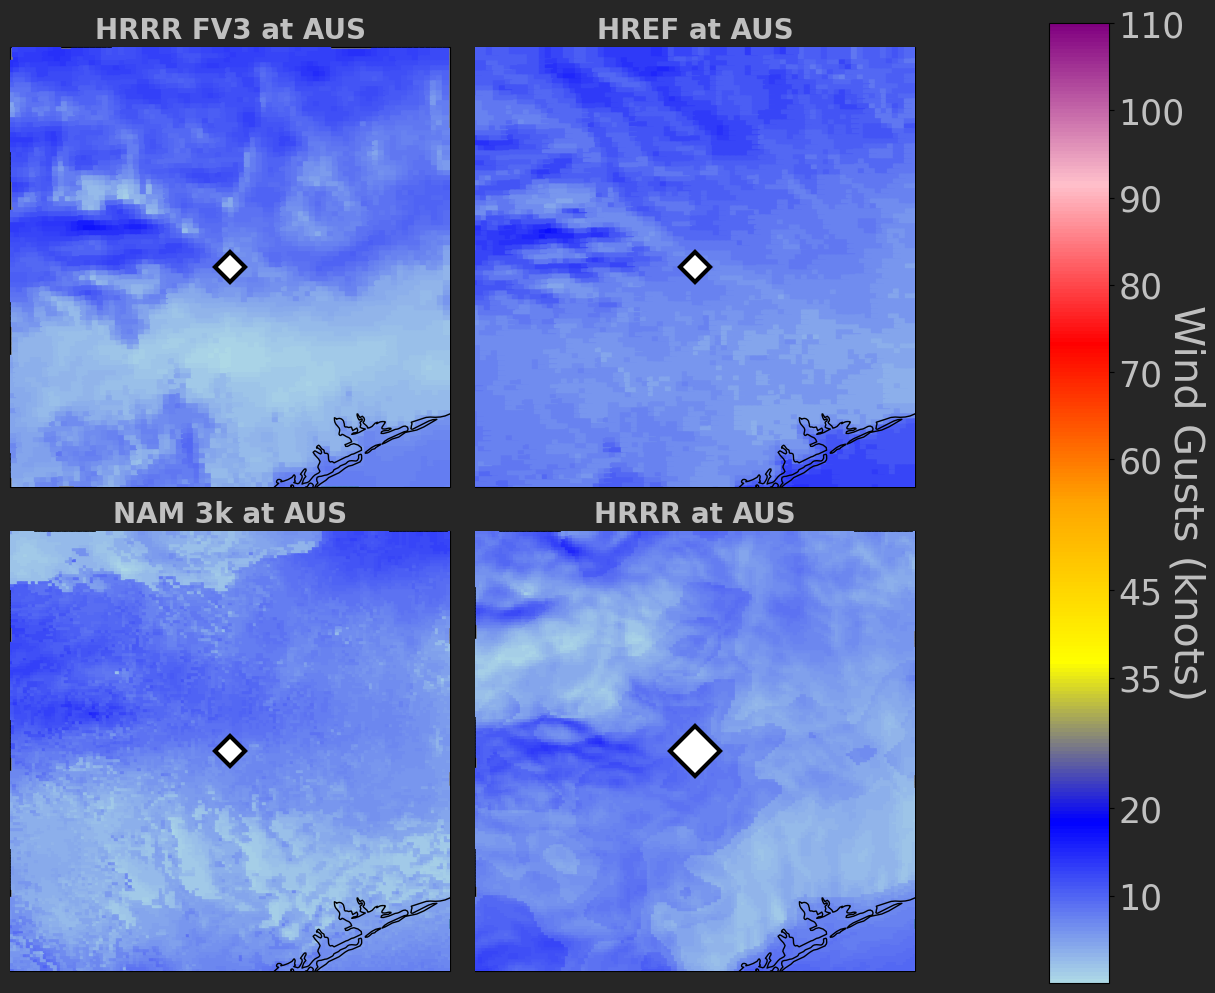 HRRR FV3 at AUS
HREF at AUS
NAM 3k at AUS
HRRR at AUS
110
100
90
80
70
60
45
35
20
10
Wind Gusts (knots)